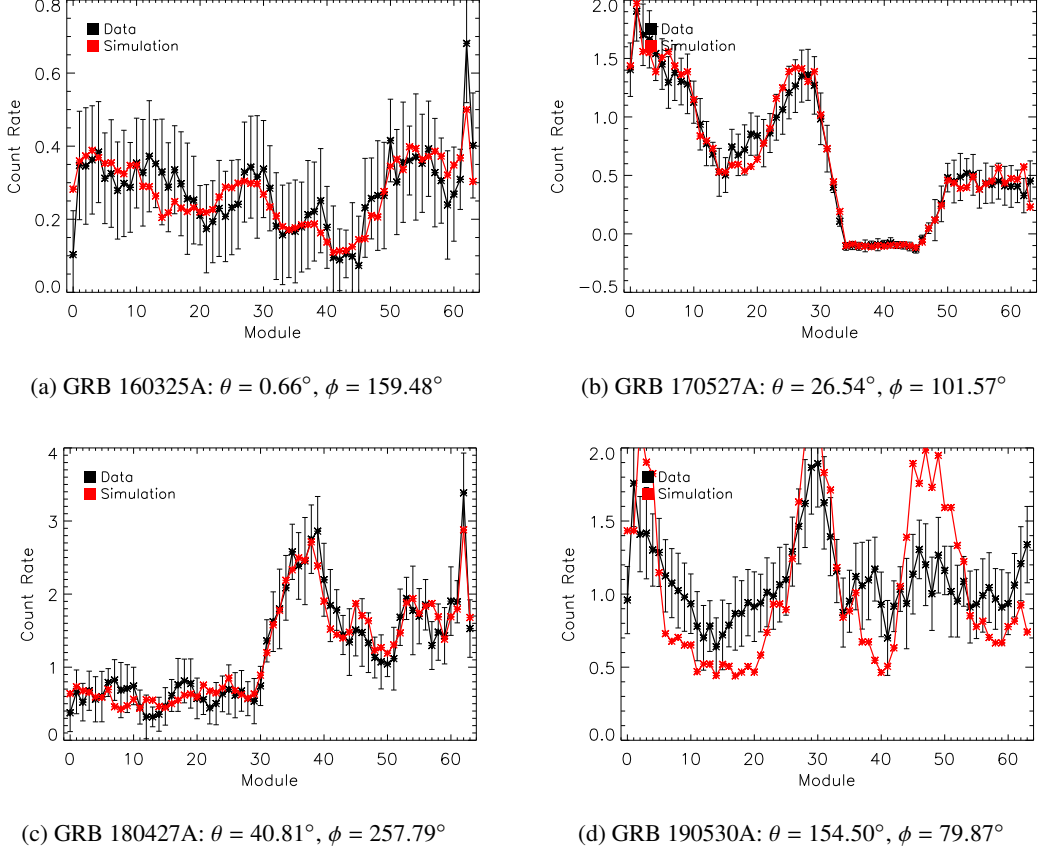 0.8
0.6
0.4
0.2
0.0
Count Rate
Data
Simulation
0 10 20 30 40 50 60
Module
(a) GRB 160325A: θ = 0.66°, ϕ = 159.48°
2.0
1.5
1.0
0.5
0.0
−0.5
Count Rate
Data
Simulation
0 10 20 30 40 50 60
Module
(b) GRB 170527A: θ = 26.54°, ϕ = 101.57°
4
3
2
1
0
Count Rate
Data
Simulation
0 10 20 30 40 50 60
Module
(c) GRB 180427A: θ = 40.81°, ϕ = 257.79°
2.0
1.5
1.0
0.5
0.0
Count Rate
Data
Simulation
0 10 20 30 40 50 60
Module
(d) GRB 190530A: θ = 154.50°, ϕ = 79.87°